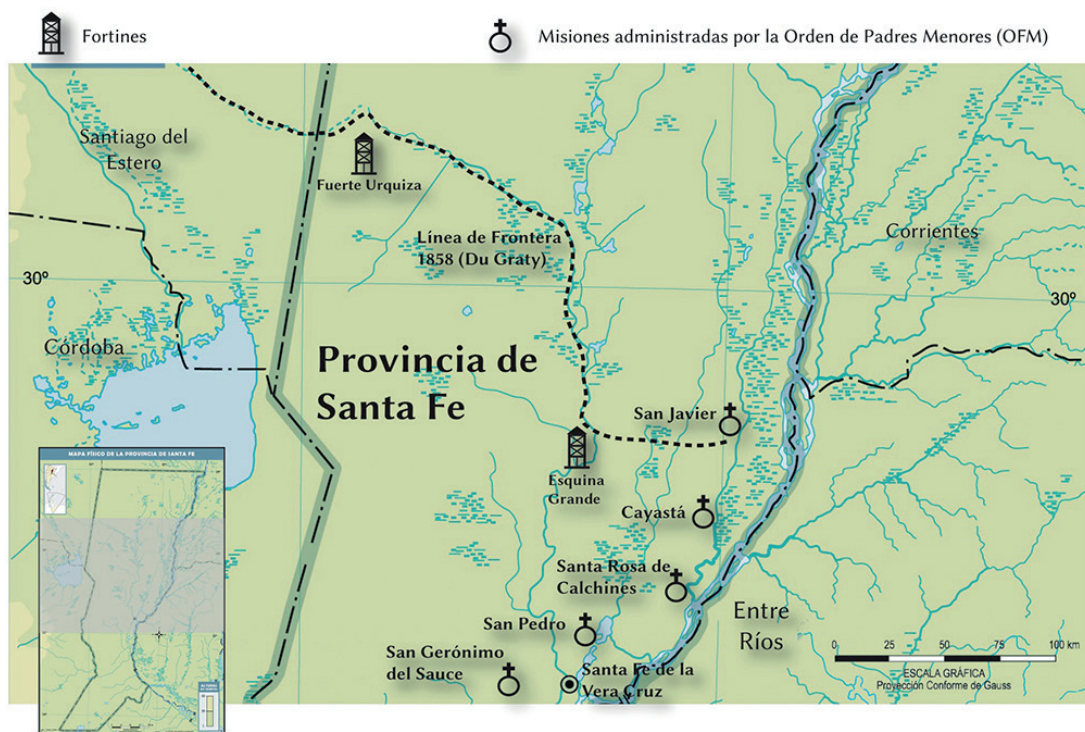 Fortines
Misiones administradas por la Orden de Padres Menores (OFM)
Santiago del
Estero
Fuerte Urquiza
Línea de Frontera
1858 (Du Graty)
Corrientes
30º
30º
Córdoba
Provincia de
Santa Fe
San Javier
Esquina
Grande
Cayastá
MAPA FÍSICO DE LA PROVINCIA DE SANTA FE
Santa Rosa de
Calchines
Entre
Ríos
San Pedro
San Gerónimo
del Sauce
Santa Fe de la
Vera Cruz
0 25 50 75 100 km
ESCALA GRÁFICA
Proyección Conforme de Gauss